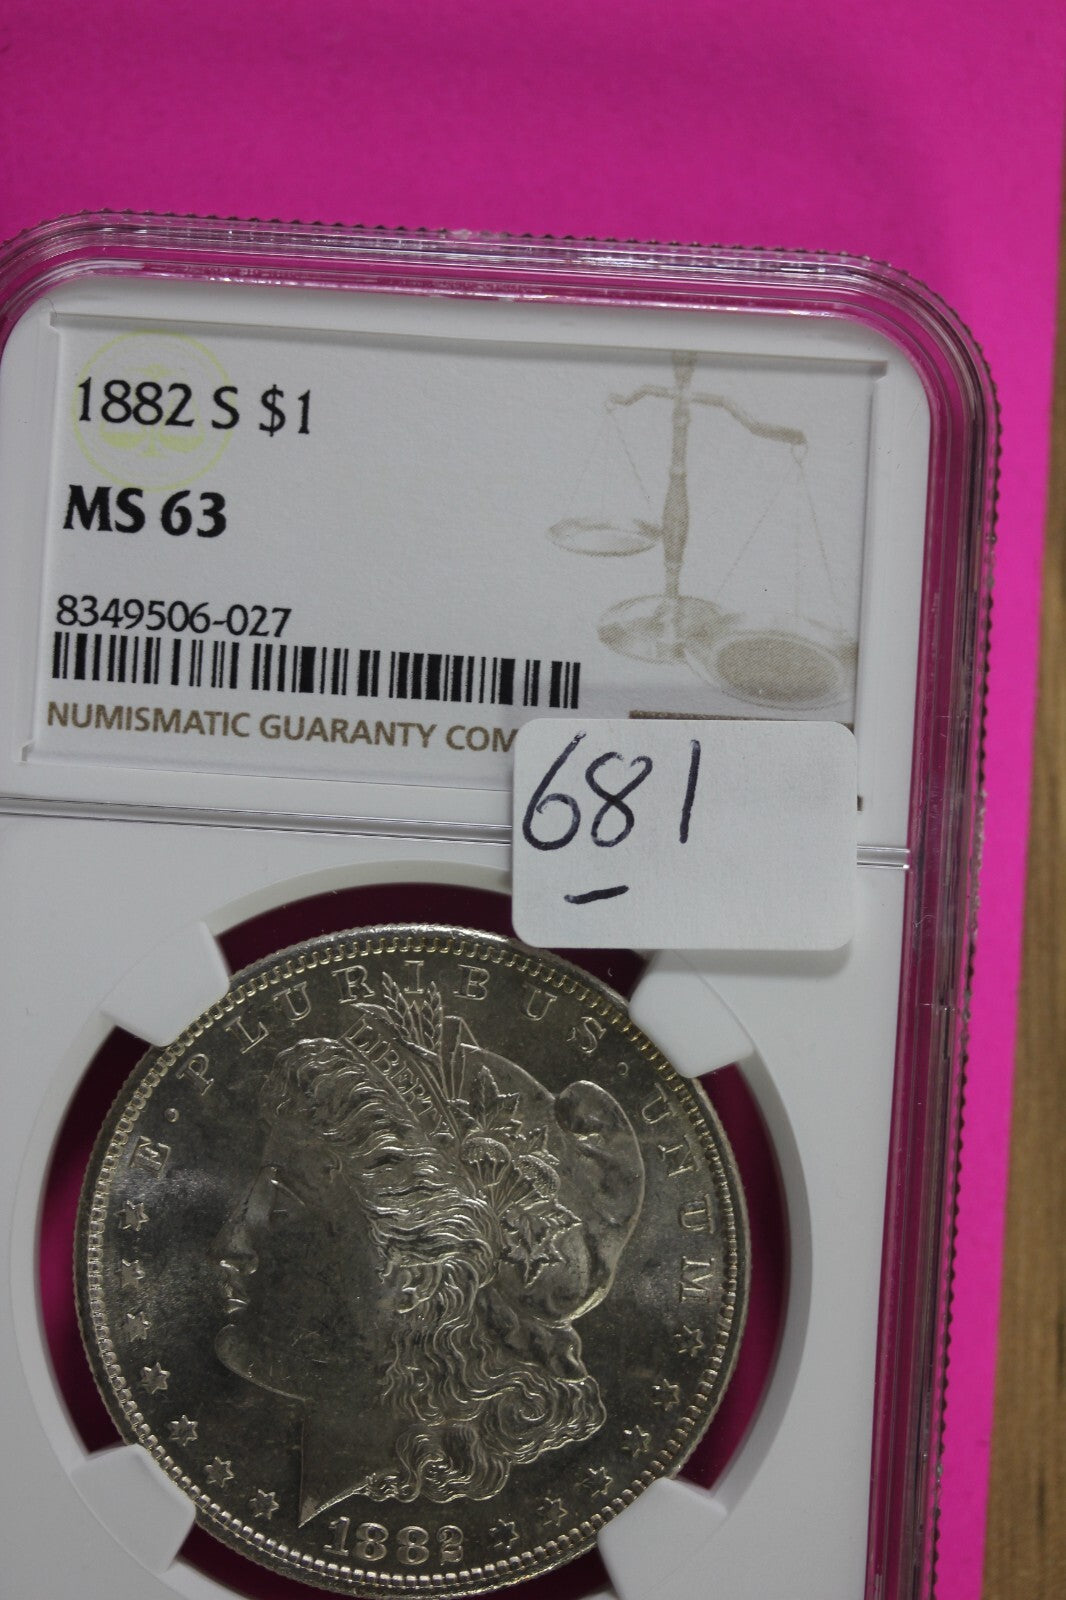 1882 S $1
MS 63
8349506-027
NUMISMATIC GUARANTY COM
681
E · PLURIBUS · UNUM
LIBERTY
1882